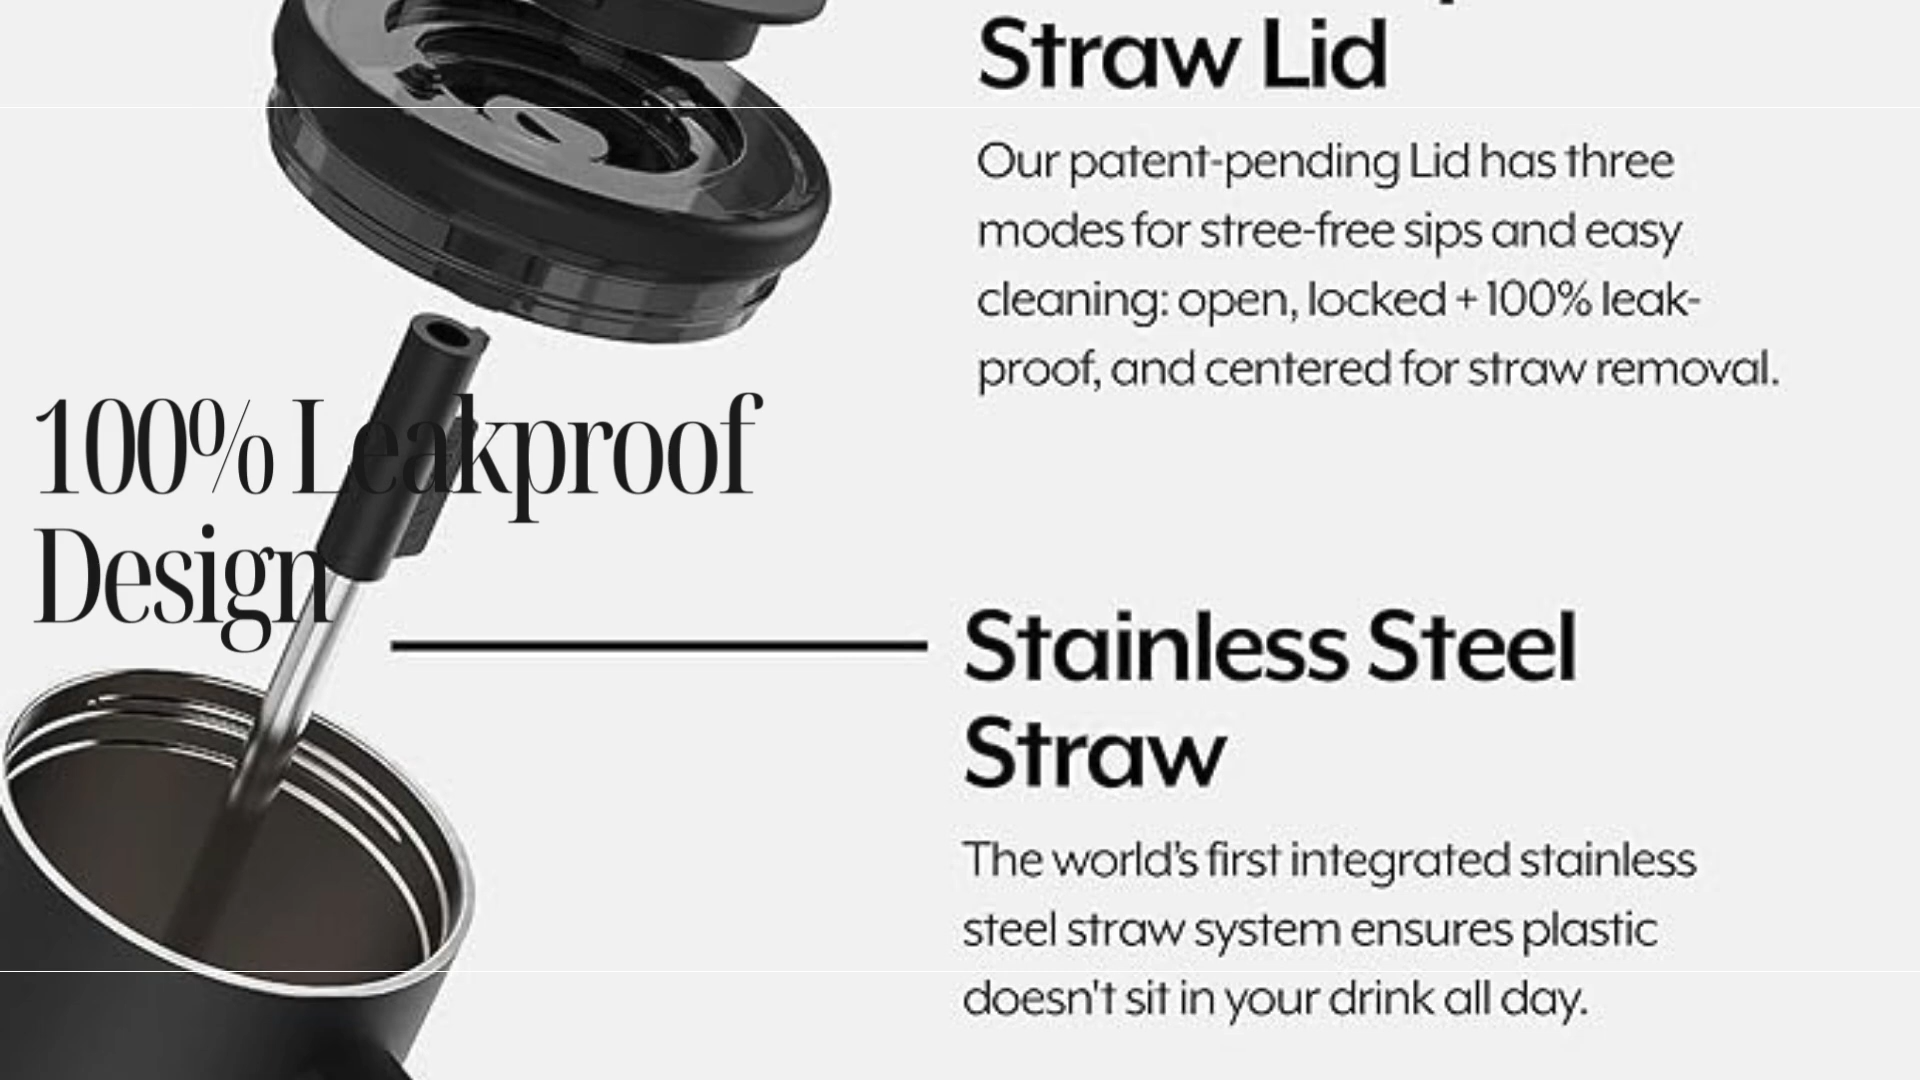 Straw Lid
Our patent-pending Lid has three
modes for stree-free sips and easy
cleaning: open, locked + 100% leak-
proof, and centered for straw removal.
100% Leakproof
Design
Stainless Steel
Straw
The world's first integrated stainless
steel straw system ensures plastic
doesn't sit in your drink all day.